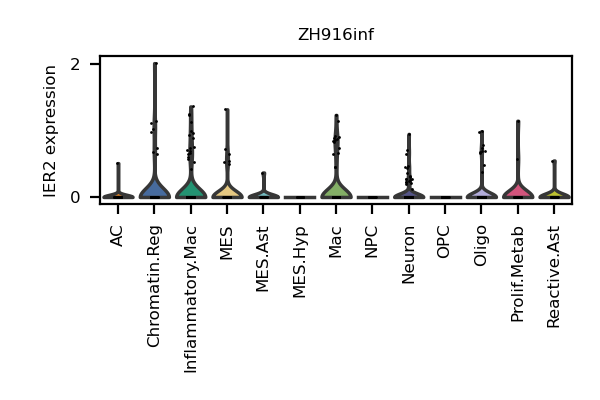 ZH916inf
IER2 expression
2
0
AC
Chromatin.Reg
Inflammatory.Mac
MES
MES.Ast
MES.Hyp
Mac
NPC
Neuron
OPC
Oligo
Prolif.Metab
Reactive.Ast